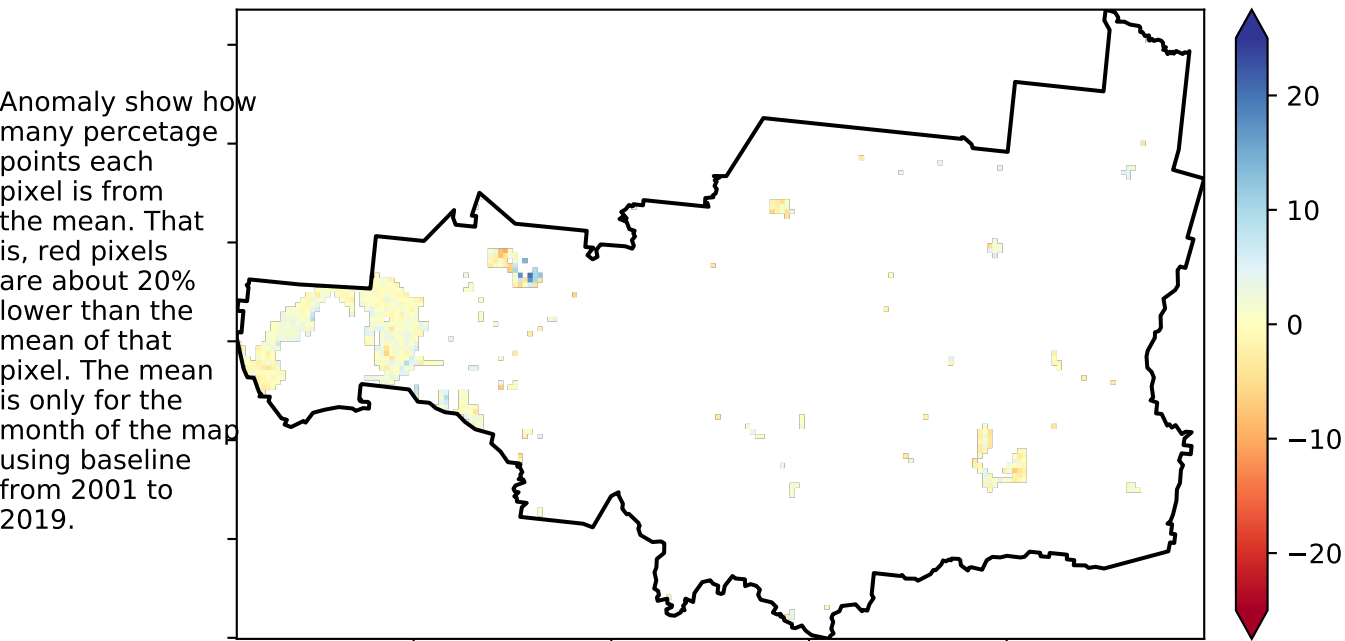 Anomaly show how
many percetage
points each
pixel is from
the mean. That
is, red pixels
are about 20%
lower than the
mean of that
pixel. The mean
is only for the
month of the map
using baseline
from 2001 to
2019.
20
10
0
−10
−20